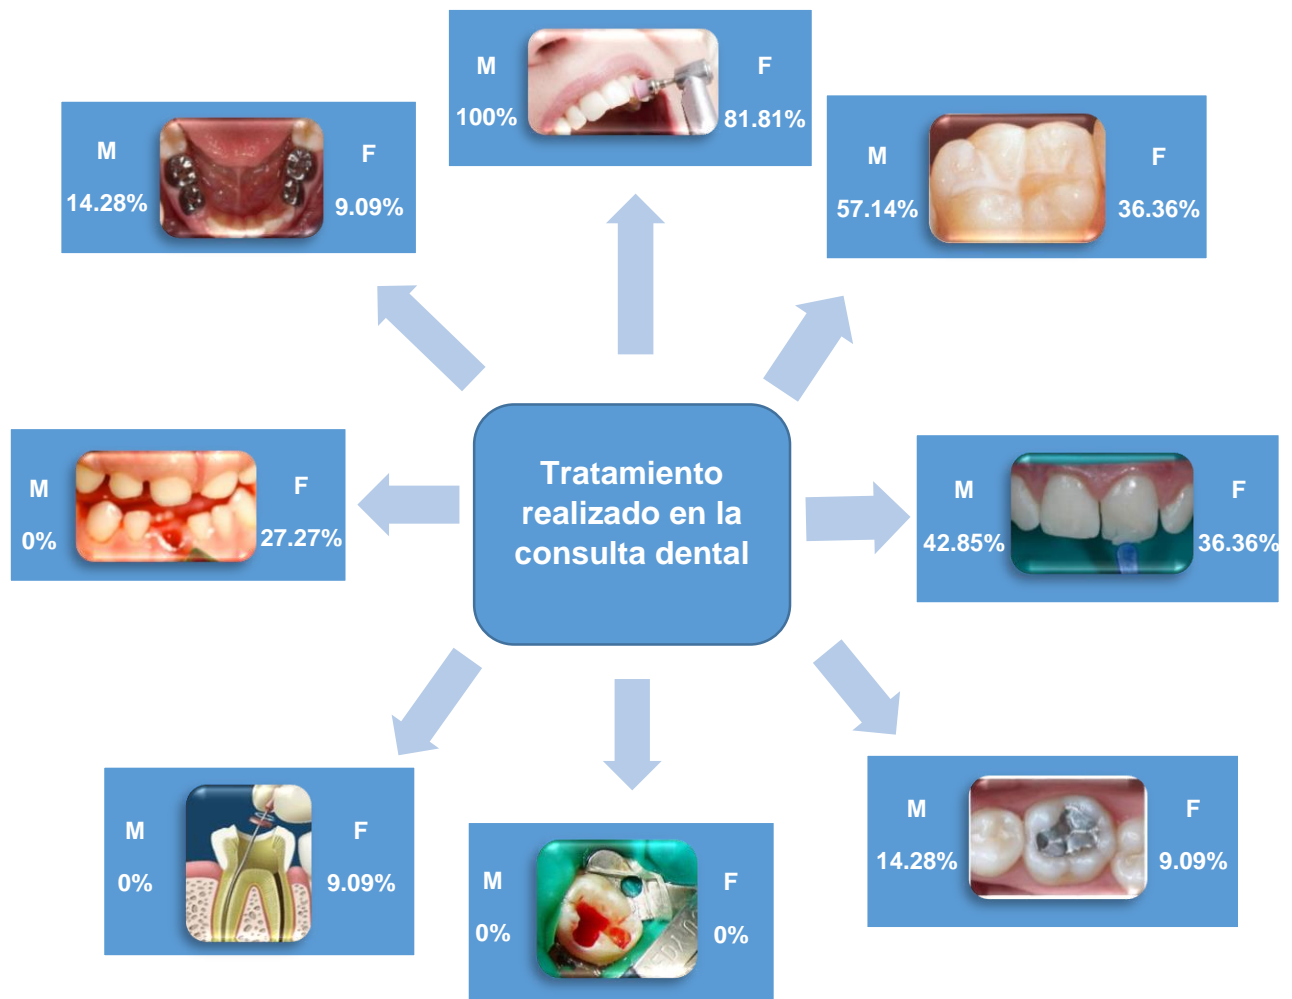 M
F
100%
81.81%
M
F
14.28%
9.09%
M
F
57.14%
36.36%
M
F
0%
27.27%
Tratamiento
realizado en la
consulta dental
M
F
42.85%
36.36%
M
F
0%
9.09%
M
F
0%
0%
M
F
14.28%
9.09%